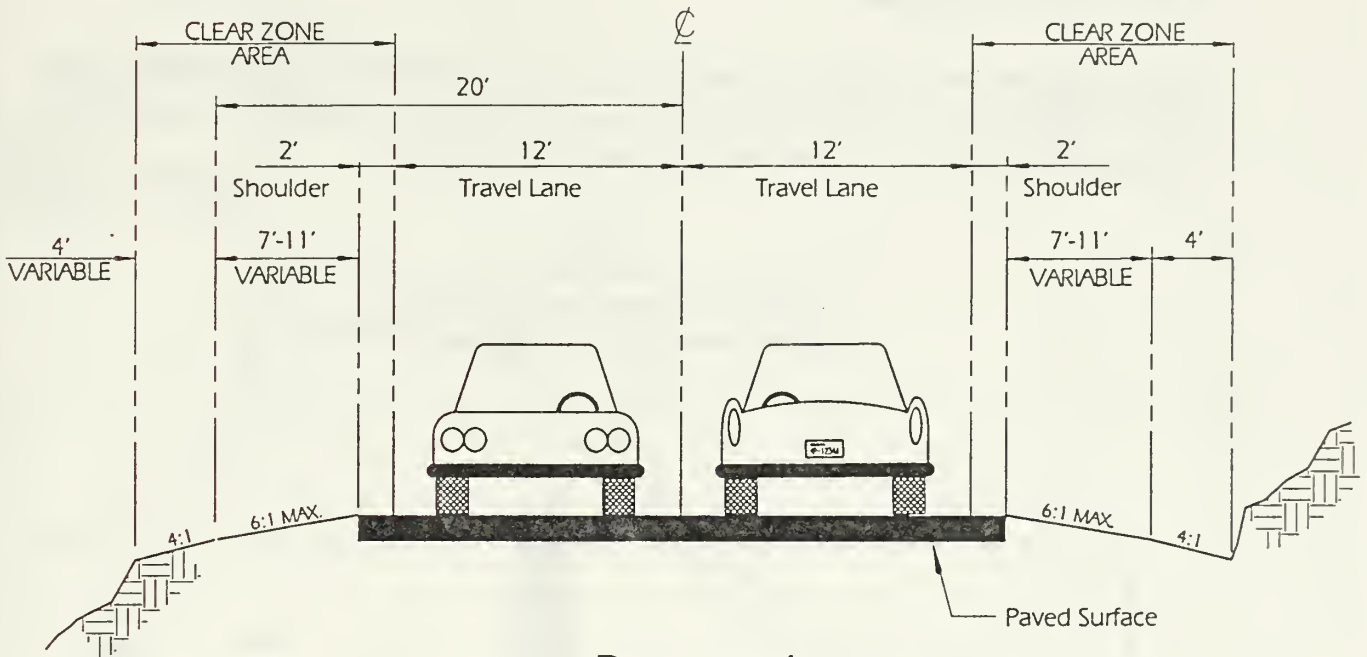 CLEAR ZONE
AREA
℄
CLEAR ZONE
AREA
20'
2'
12'
12'
2'
Shoulder
Travel Lane
Travel Lane
Shoulder
4'
VARIABLE
7'-11'
VARIABLE
7'-11'
VARIABLE
4'
4:1
6:1 MAX.
6:1 MAX.
4:1
Paved Surface